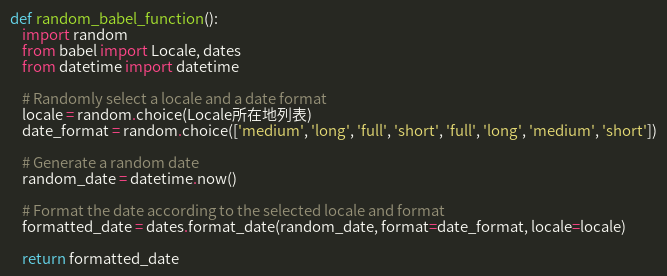 def random_babel_function():
    import random
    from babel import Locale, dates
    from datetime import datetime

    # Randomly select a locale and a date format
    locale = random.choice(Locale所在地列表)
    date_format = random.choice(['medium', 'long', 'full', 'short', 'full', 'long', 'medium', 'short'])

    # Generate a random date
    random_date = datetime.now()

    # Format the date according to the selected locale and format
    formatted_date = dates.format_date(random_date, format=date_format, locale=locale)

    return formatted_date